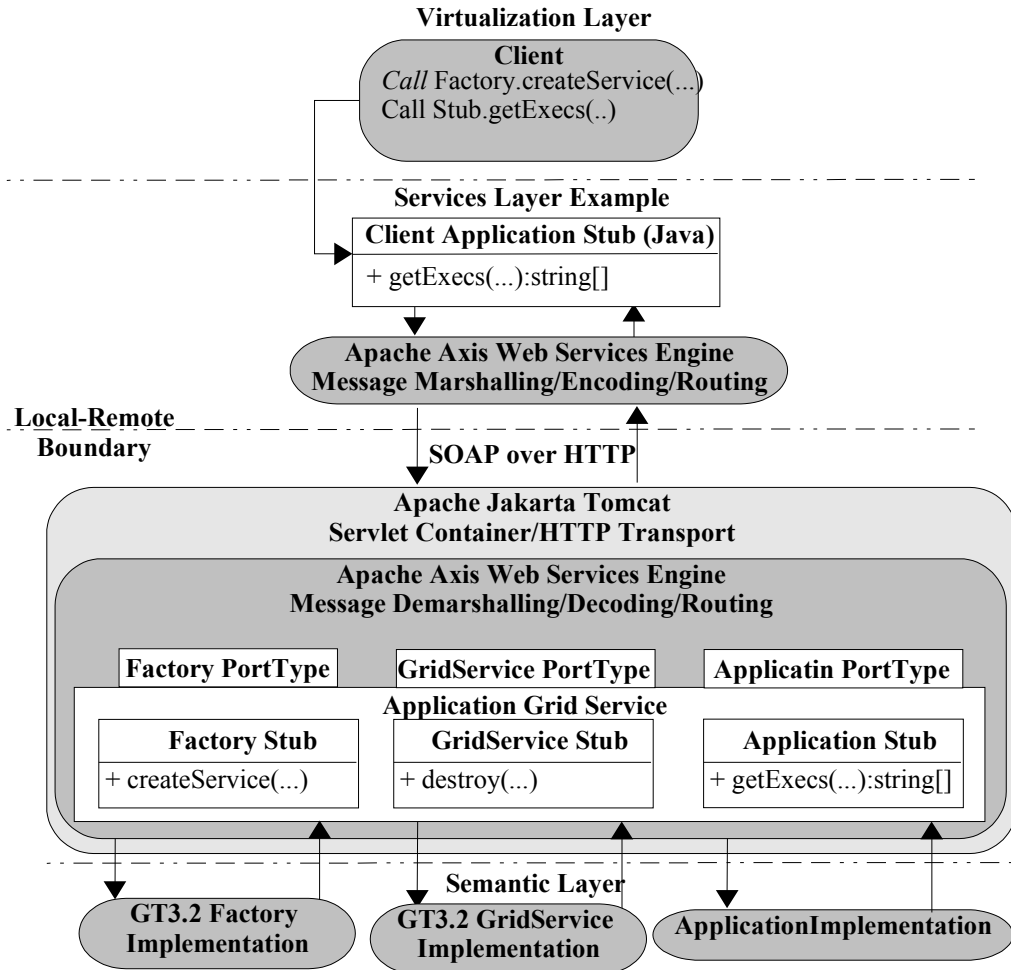 Virtualization Layer
Client
Call Factory.createService(...)
Call Stub.getExecs(..)
Services Layer Example
Client Application Stub (Java)
+ getExecs(...):string[]
Apache Axis Web Services Engine
Message Marshalling/Encoding/Routing
Local-Remote
Boundary
SOAP over HTTP
Apache Jakarta Tomcat
Servlet Container/HTTP Transport
Apache Axis Web Services Engine
Message Demarshalling/Decoding/Routing
Factory PortType
GridService PortType
Applicatin PortType
Application Grid Service
Factory Stub
+ createService(...)
GridService Stub
+ destroy(...)
Application Stub
+ getExecs(...):string[]
Semantic Layer
GT3.2 Factory
Implementation
GT3.2 GridService
Implementation
ApplicationImplementation